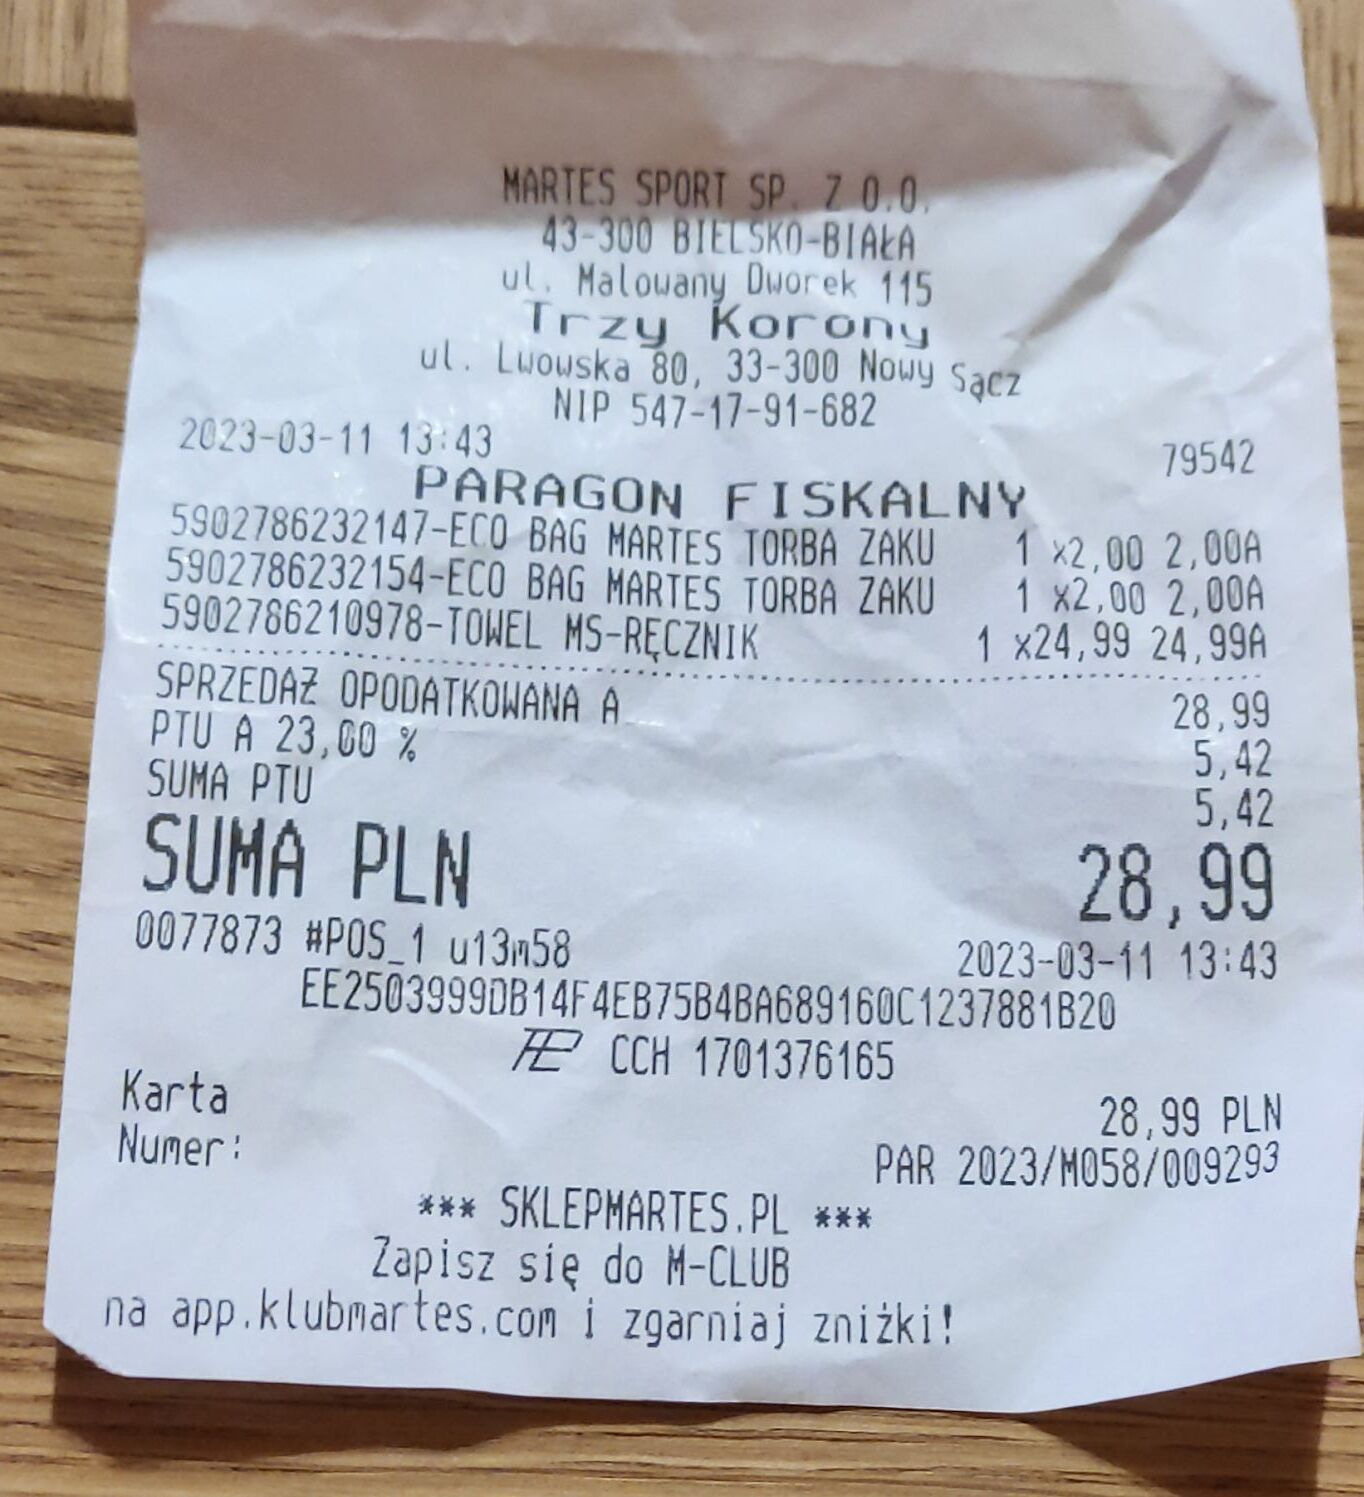 MARTES SPORT SP. Z O.O.
43-300 BIELSKO-BIAŁA
ul. Malowany Dworek 115
Trzy Korony
ul. Lwowska 80, 33-300 Nowy Sącz
NIP 547-17-91-682
2023-03-11 13:43 79542
PARAGON FISKALNY
5902786232147-ECO BAG MARTES TORBA ZAKU 1 x2,00 2,00A
5902786232154-ECO BAG MARTES TORBA ZAKU 1 x2,00 2,00A
5902786210978-TOWEL MS-RĘCZNIK 1 x24,99 24,99A
SPRZEDAŻ OPODATKOWANA A 28,99
PTU A 23,00 % 5,42
SUMA PTU 5,42
SUMA PLN 28,99
0077873 #POS_1 u13m58 2023-03-11 13:43
EE2503999DB14F4EB75B4BA689160C1237881B20
CCH 1701376165
Karta 28,99 PLN
Numer: PAR 2023/M058/009293
*** SKLEPMARTES.PL ***
Zapisz się do M-CLUB
na app.klubmartes.com i zgarniaj zniżki!